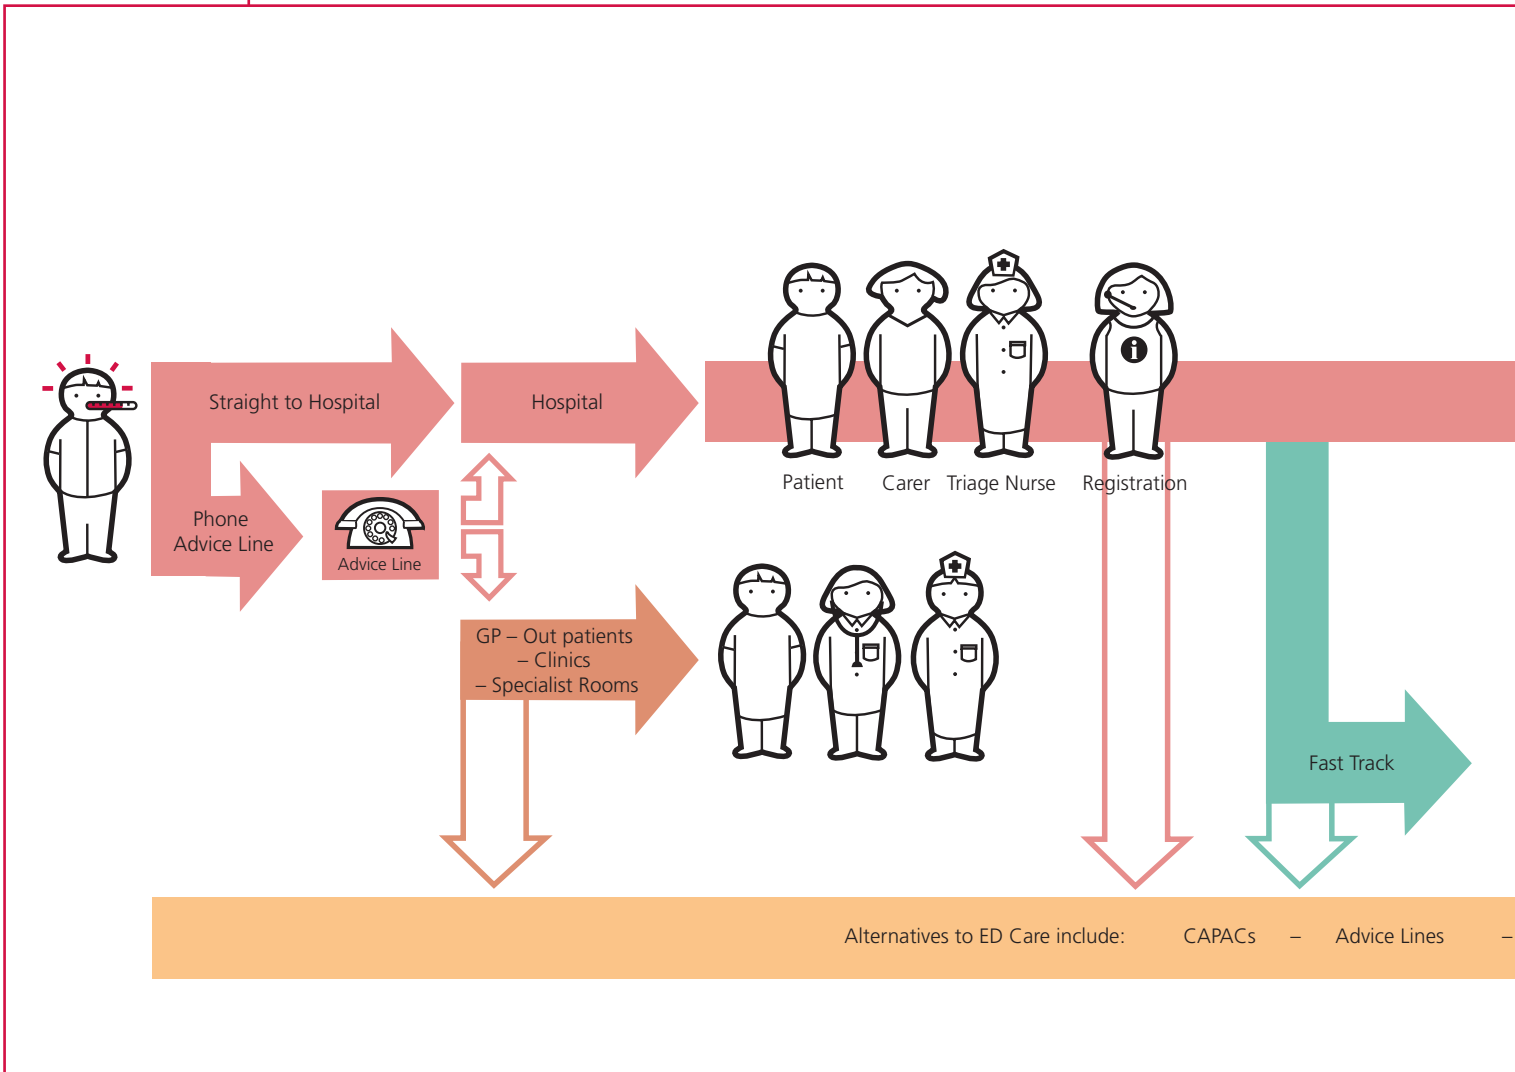 Straight to Hospital
Hospital
Patient
Carer
Triage Nurse
Registration
Phone
Advice Line
Advice Line
GP – Out patients
– Clinics
– Specialist Rooms
Fast Track
Alternatives to ED Care include: CAPACs – Advice Lines –